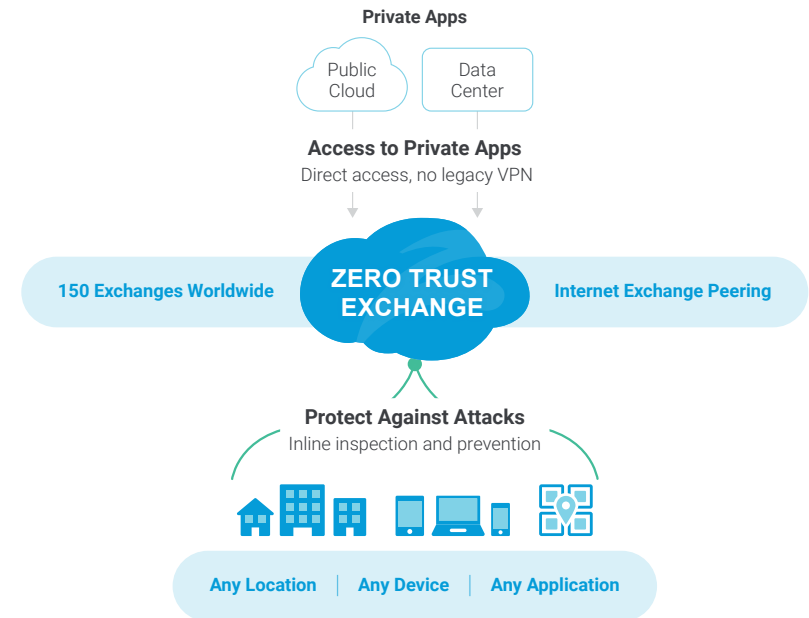 Private Apps
Public
Cloud
Data
Center
Access to Private Apps
Direct access, no legacy VPN
150 Exchanges Worldwide
ZERO TRUST
EXCHANGE
Internet Exchange Peering
Protect Against Attacks
Inline inspection and prevention
Any Location | Any Device | Any Application